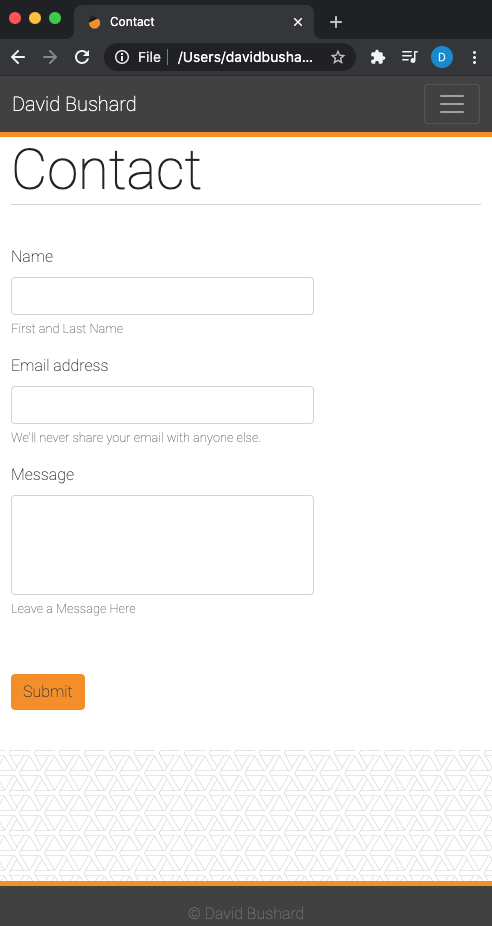 Contact
File
/Users/davidbusha...
D
David Bushard
Contact
Name
First and Last Name
Email address
We'll never share your email with anyone else.
Message
Leave a Message Here
Submit
© David Bushard